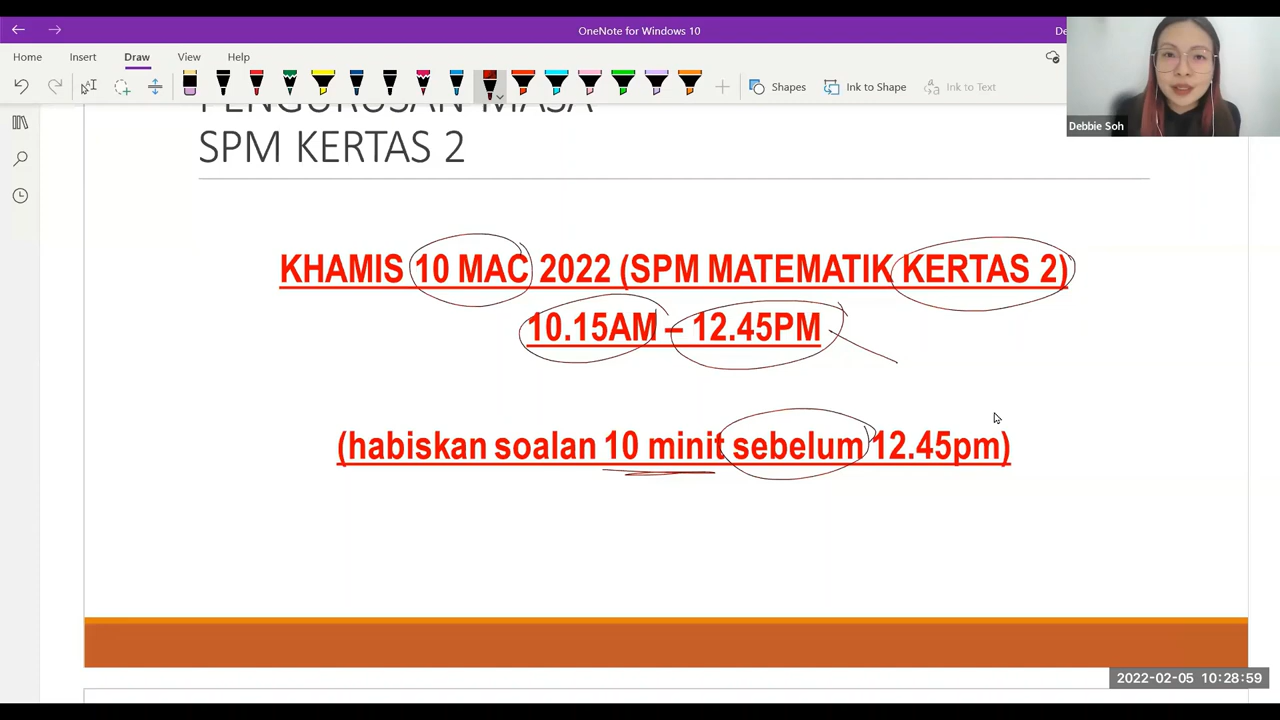 OneNote for Windows 10
Home Insert Draw View Help
Shapes Ink to Shape Ink to Text
Debbie Soh
PENGURUSAN MASA
SPM KERTAS 2
KHAMIS 10 MAC 2022 (SPM MATEMATIK KERTAS 2)
10.15AM – 12.45PM
(habiskan soalan 10 minit sebelum 12.45pm)
2022-02-05 10:28:59